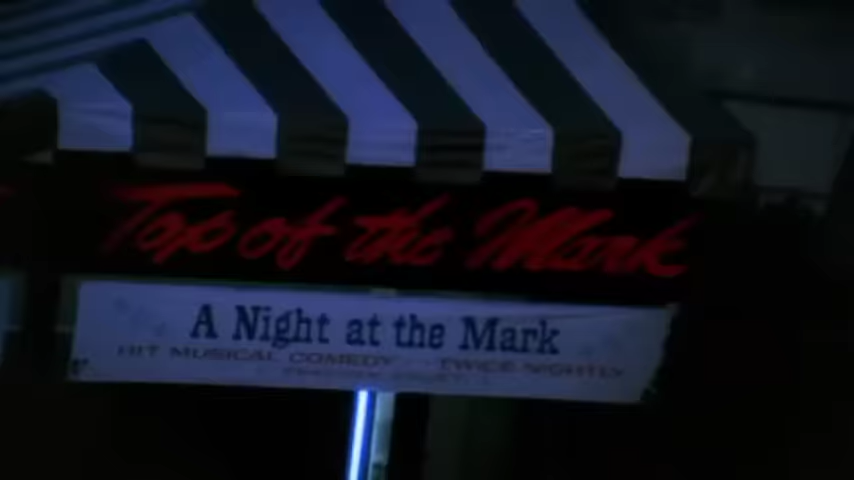 Top of the Mark
A Night at the Mark
HIT MUSICAL COMEDY TWICE NIGHTLY